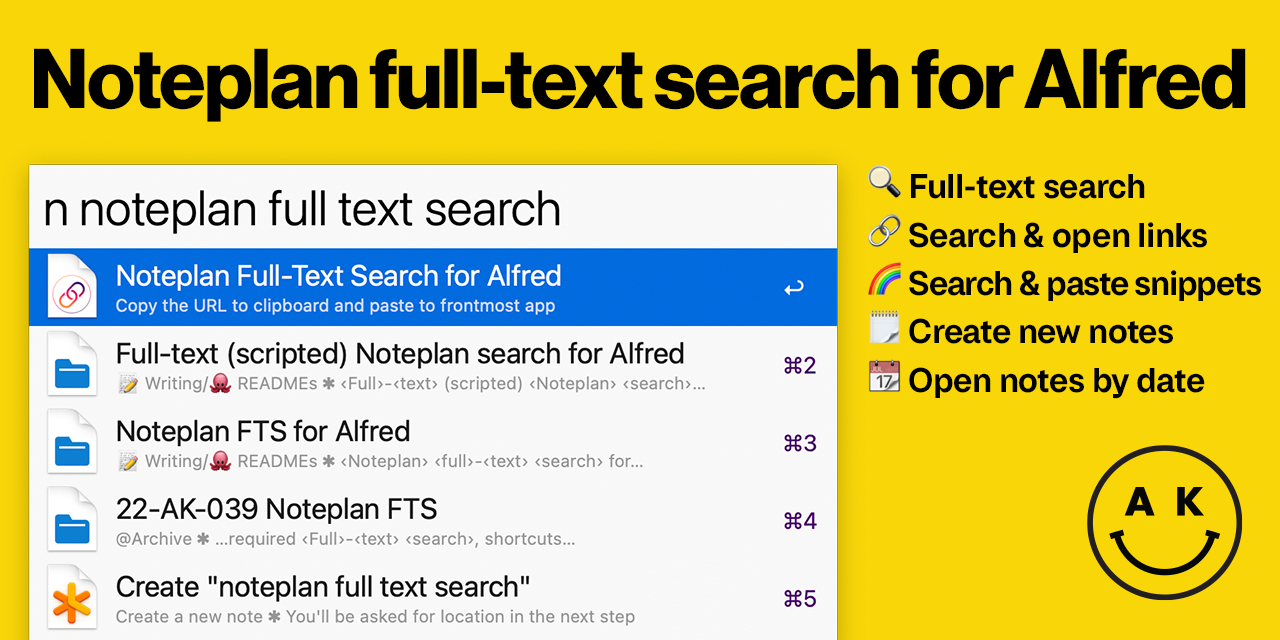 Noteplan full-text search for Alfred
n noteplan full text search
Noteplan Full-Text Search for Alfred
Copy the URL to clipboard and paste to frontmost app
Full-text (scripted) Noteplan search for Alfred
⌘2
📝 Writing/🐙 READMEs ✱ ‹Full›-‹text› (scripted) ‹Noteplan› ‹search›...
Noteplan FTS for Alfred
⌘3
📝 Writing/🐙 READMEs ✱ ‹Noteplan› ‹full›-‹text› ‹search› for...
22-AK-039 Noteplan FTS
⌘4
@Archive ✱ ...required ‹Full›-‹text› ‹search›, shortcuts...
Create "noteplan full text search"
⌘5
Create a new note ✱ You'll be asked for location in the next step
🔍 Full-text search
🔗 Search & open links
🌈 Search & paste snippets
🗒️ Create new notes
📅 Open notes by date
JUL
17
A K